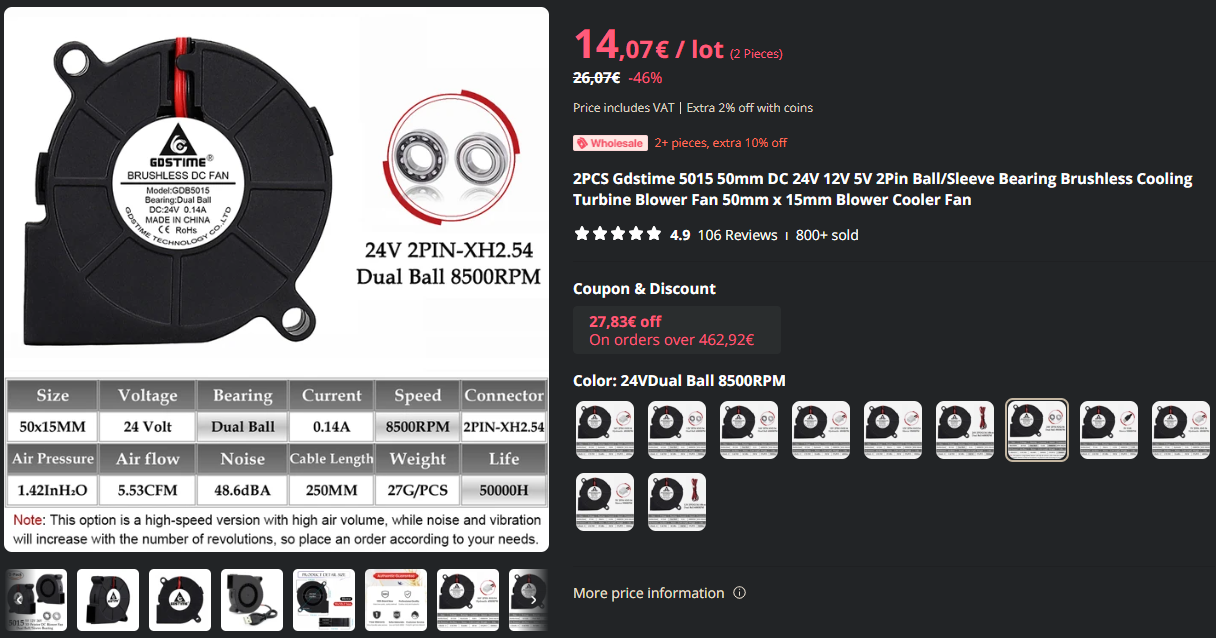 GDSTIME®
BRUSHLESS DC FAN
Model:GDB5015
Bearing:Dual Ball
DC:24V 0.14A
MADE IN CHINA
CE RoHs
GDSTIME TECHNOLOGY CO.,LTD
24V 2PIN-XH2.54
Dual Ball 8500RPM
Size Voltage Bearing Current Speed Connector
50x15MM 24 Volt Dual Ball 0.14A 8500RPM 2PIN-XH2.54
Air Pressure Air flow Noise Cable Length Weight Life
1.42InH₂O 5.53CFM 48.6dBA 250MM 27G/PCS 50000H
Note: This option is a high-speed version with high air volume, while noise and vibration
will increase with the number of revolutions, so place an order according to your needs.
14,07€ / lot (2 Pieces)
26,07€ -46%
Price includes VAT | Extra 2% off with coins
Wholesale 2+ pieces, extra 10% off
2PCS Gdstime 5015 50mm DC 24V 12V 5V 2Pin Ball/Sleeve Bearing Brushless Cooling
Turbine Blower Fan 50mm x 15mm Blower Cooler Fan
4.9 106 Reviews 800+ sold
Coupon & Discount
27,83€ off
On orders over 462,92€
Color: 24VDual Ball 8500RPM
More price information